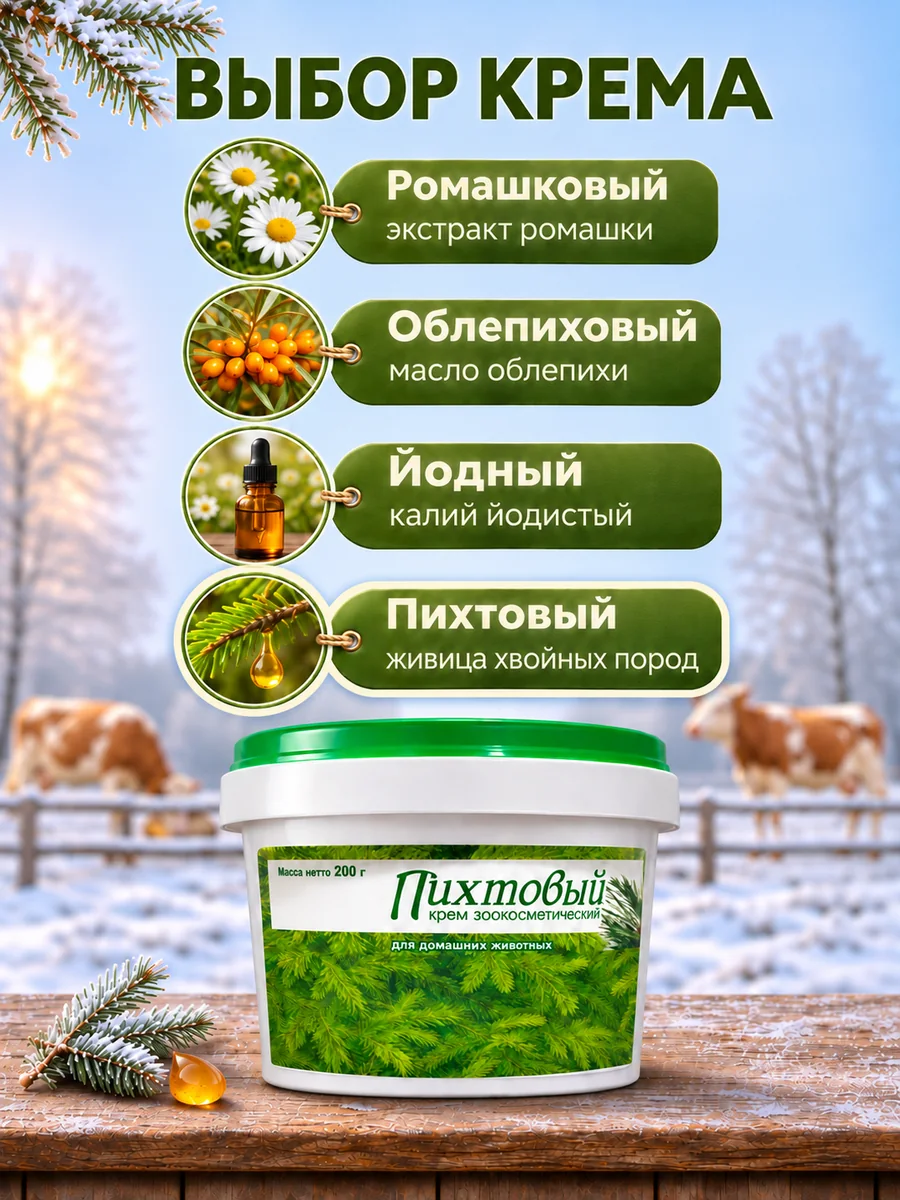 ВЫБОР КРЕМА
Ромашковый
экстракт ромашки
Облепиховый
масло облепихи
Йодный
калий йодистый
Пихтовый
живица хвойных пород
Масса нетто 200 г
Пихтовый
крем зоокосметический
для домашних животных